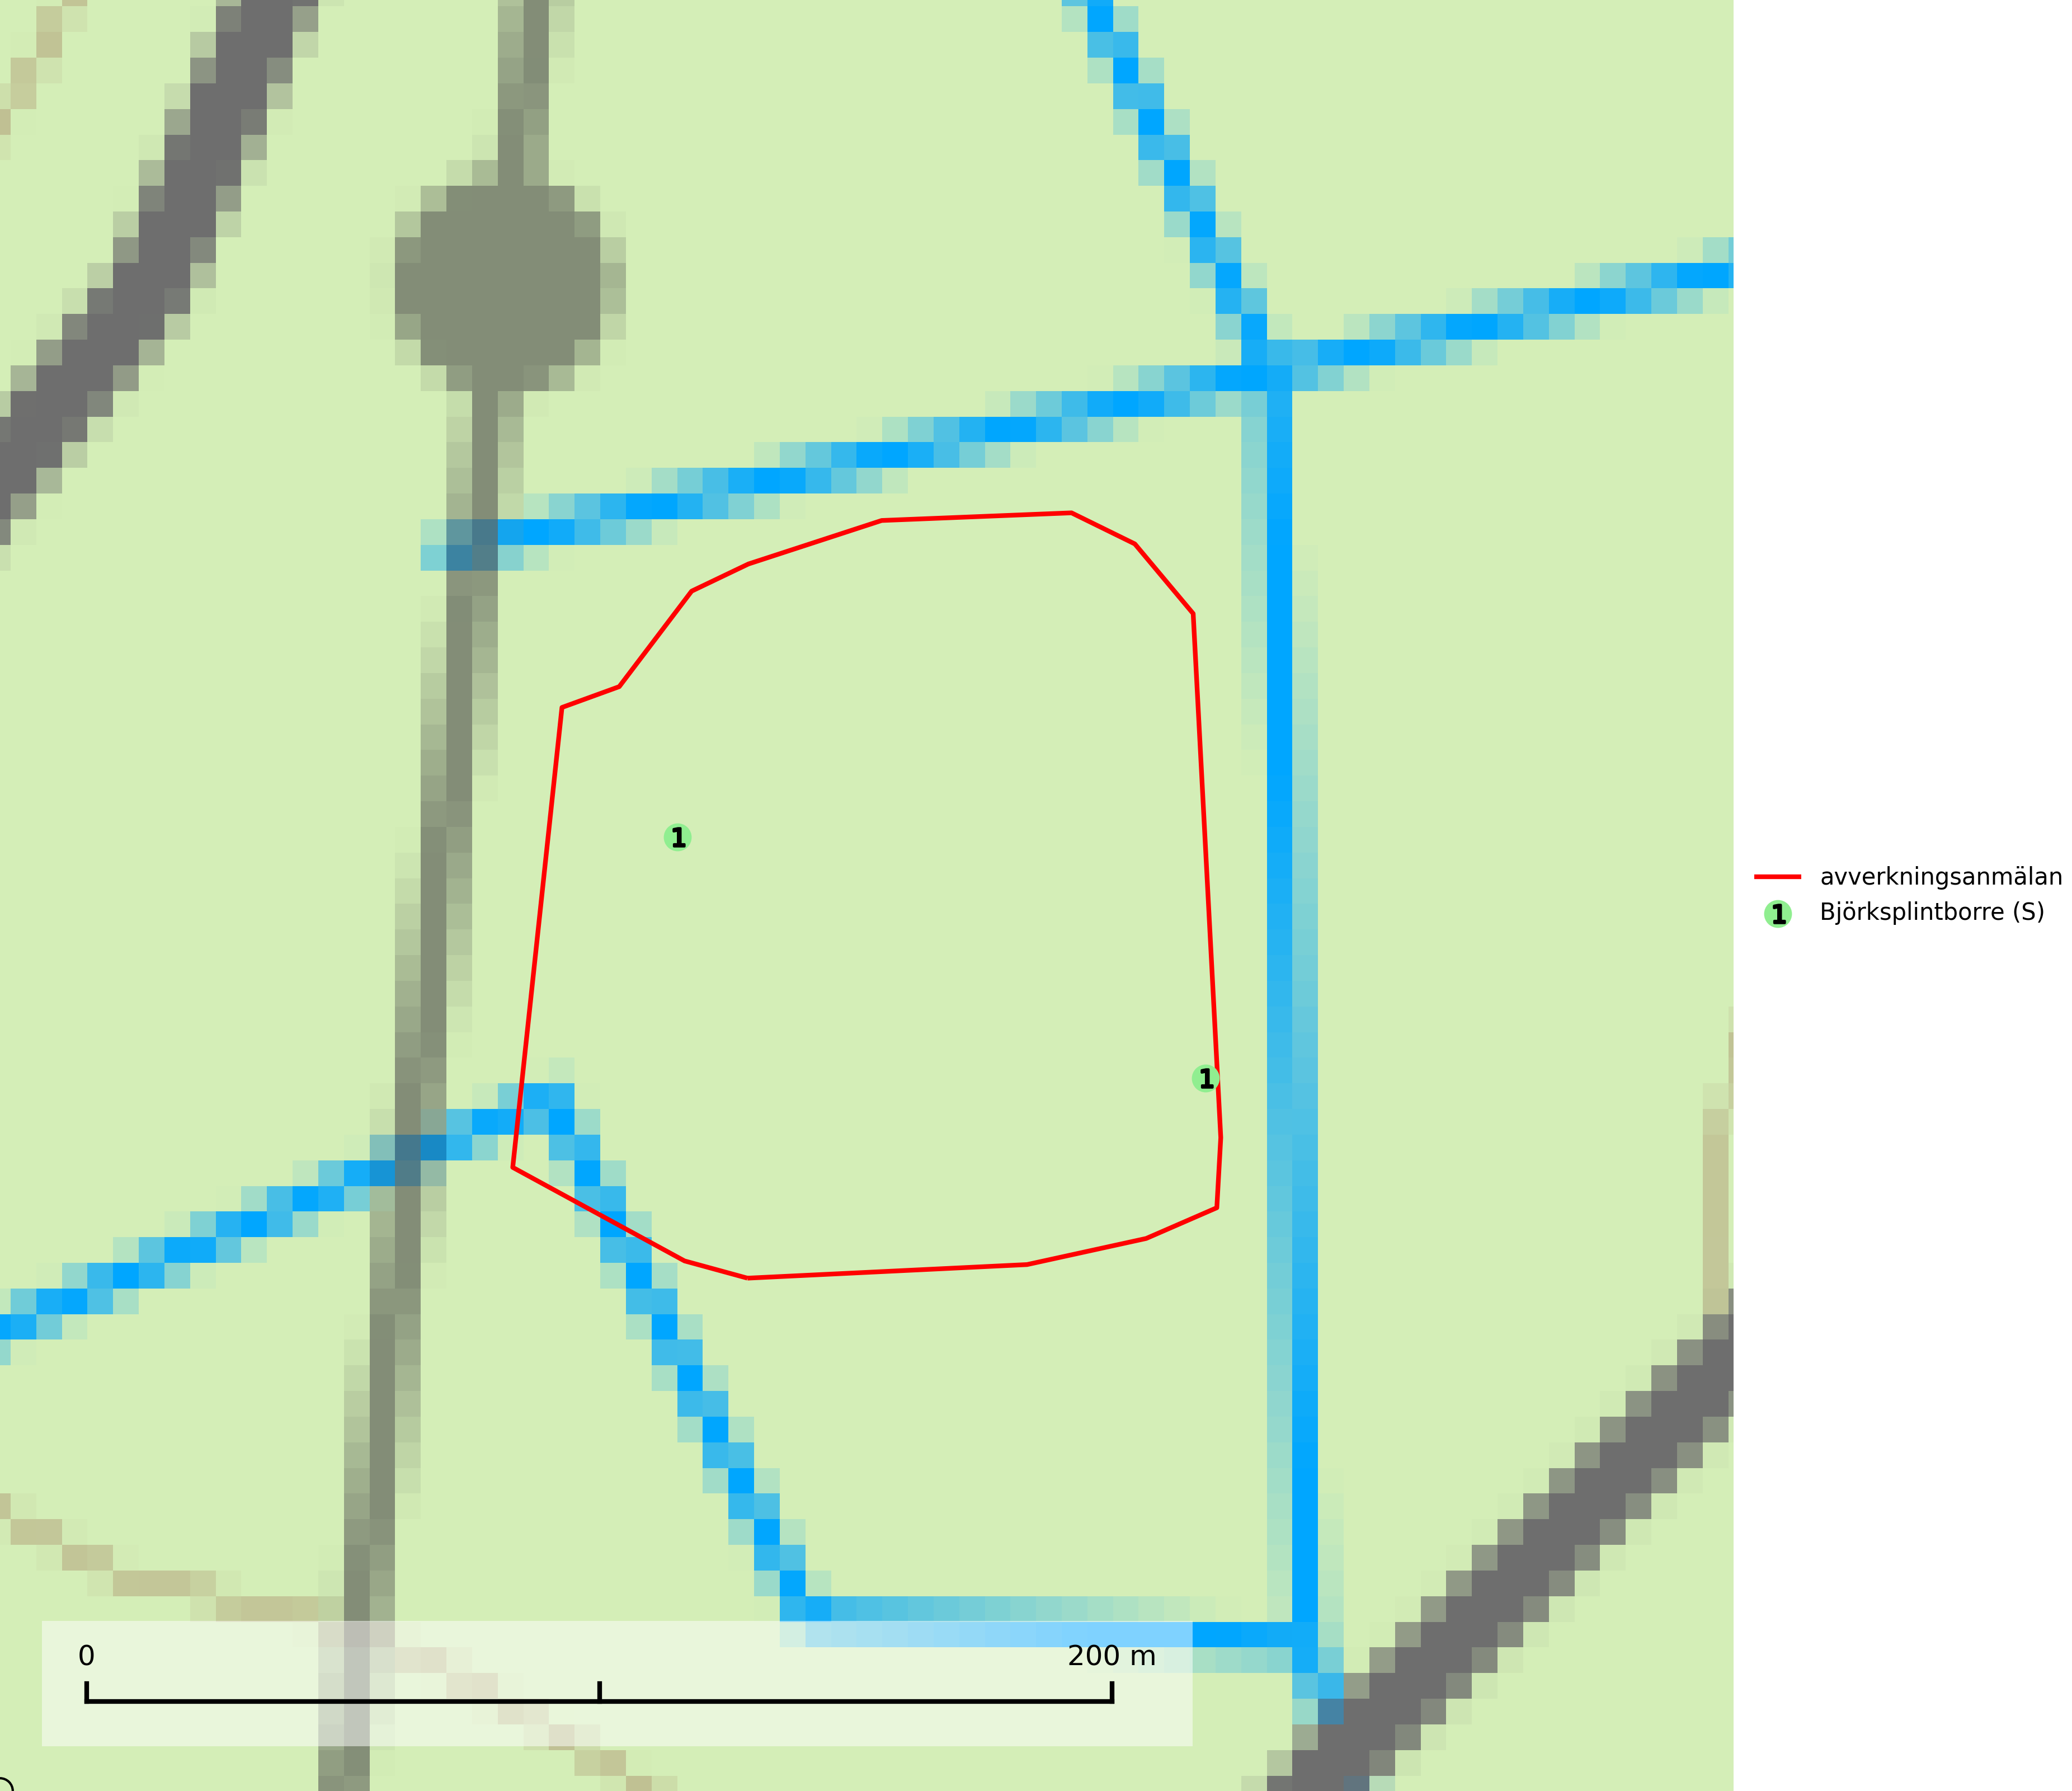 1
1
avverkningsanmälan
1 Björksplintborre (S)
0 200 m